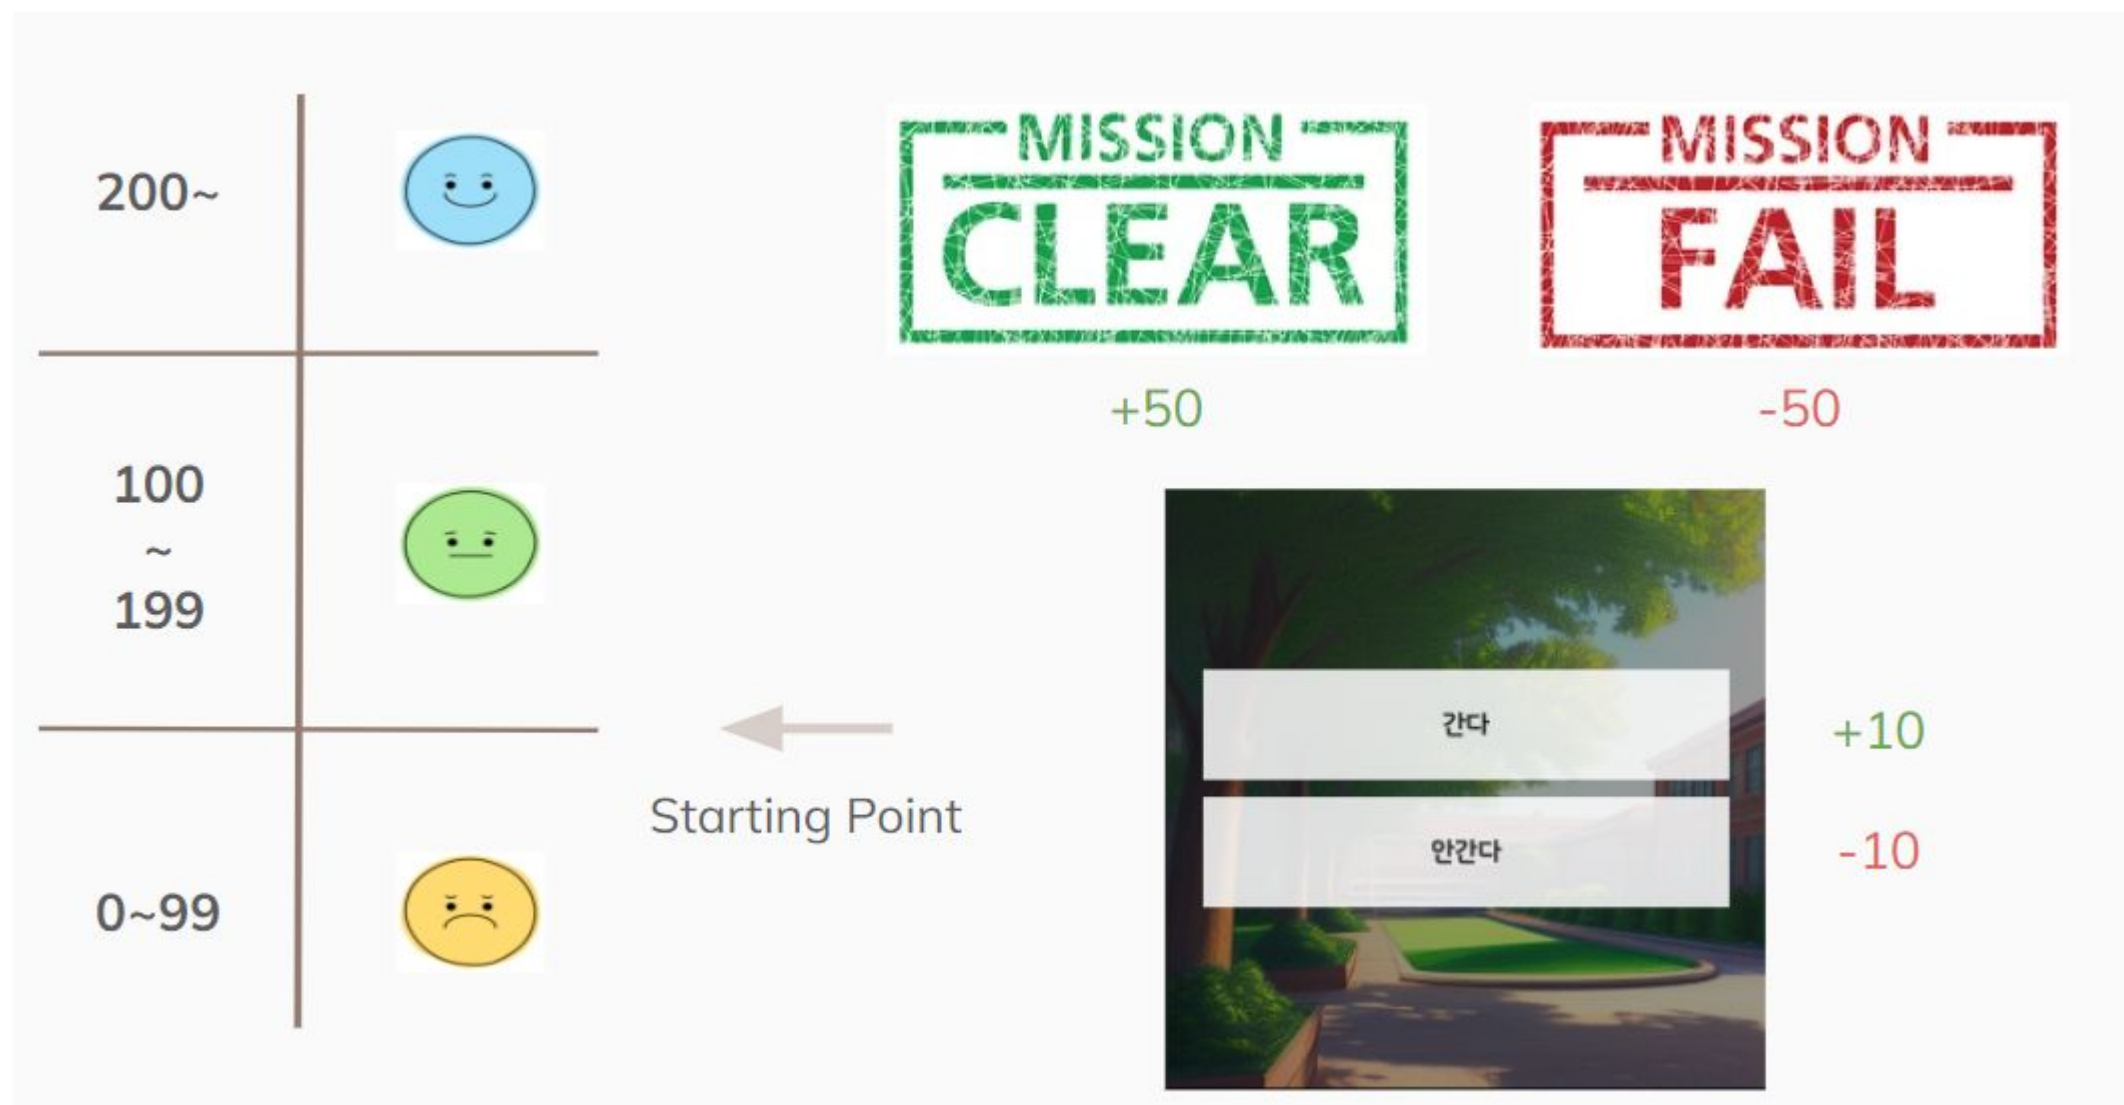 200~
100
~
199
0~99
Starting Point
MISSION
CLEAR
+50
MISSION
FAIL
-50
간다
+10
안간다
-10